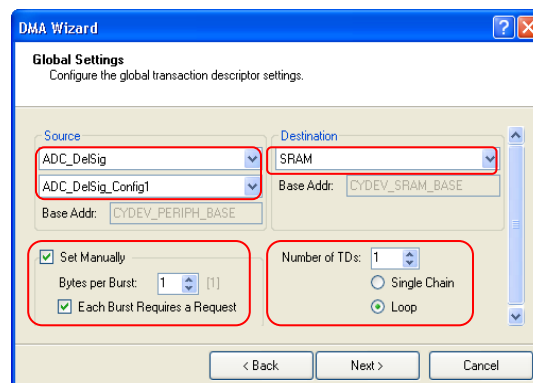 DMA Wizard
Global Settings
Configure the global transaction descriptor settings.
Source
ADC_DelSig
ADC_DelSig_Config1
Base Addr: CYDEV_PERIPH_BASE
Destination
SRAM
Base Addr: CYDEV_SRAM_BASE
Set Manually
Bytes per Burst: 1 [1]
Each Burst Requires a Request
Number of TDs: 1
Single Chain
Loop
< Back Next > Cancel